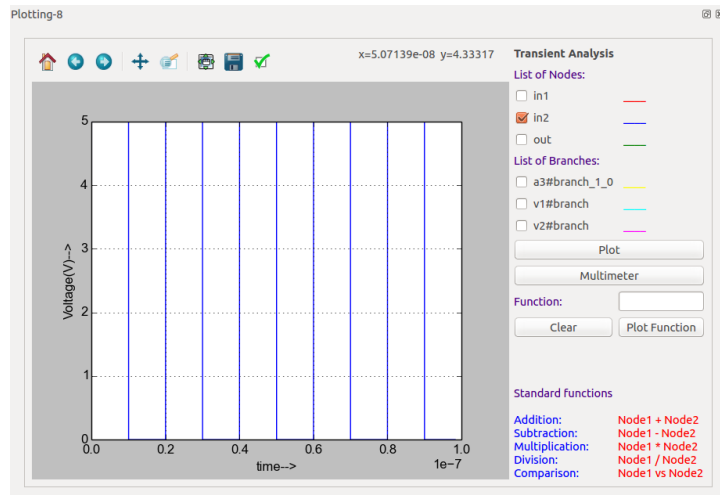 Plotting-8
x=5.07139e-08 y=4.33317
Transient Analysis
List of Nodes:
in1
in2
out
List of Branches:
a3#branch_1_0
v1#branch
v2#branch
Plot
Multimeter
Function:
Clear
Plot Function
Standard functions
Addition: Node1 + Node2
Subtraction: Node1 - Node2
Multiplication: Node1 * Node2
Division: Node1 / Node2
Comparison: Node1 vs Node2
Voltage(V)-->
5
4
3
2
1
0
0.0 0.2 0.4 0.6 0.8 1.0
time-->
1e−7